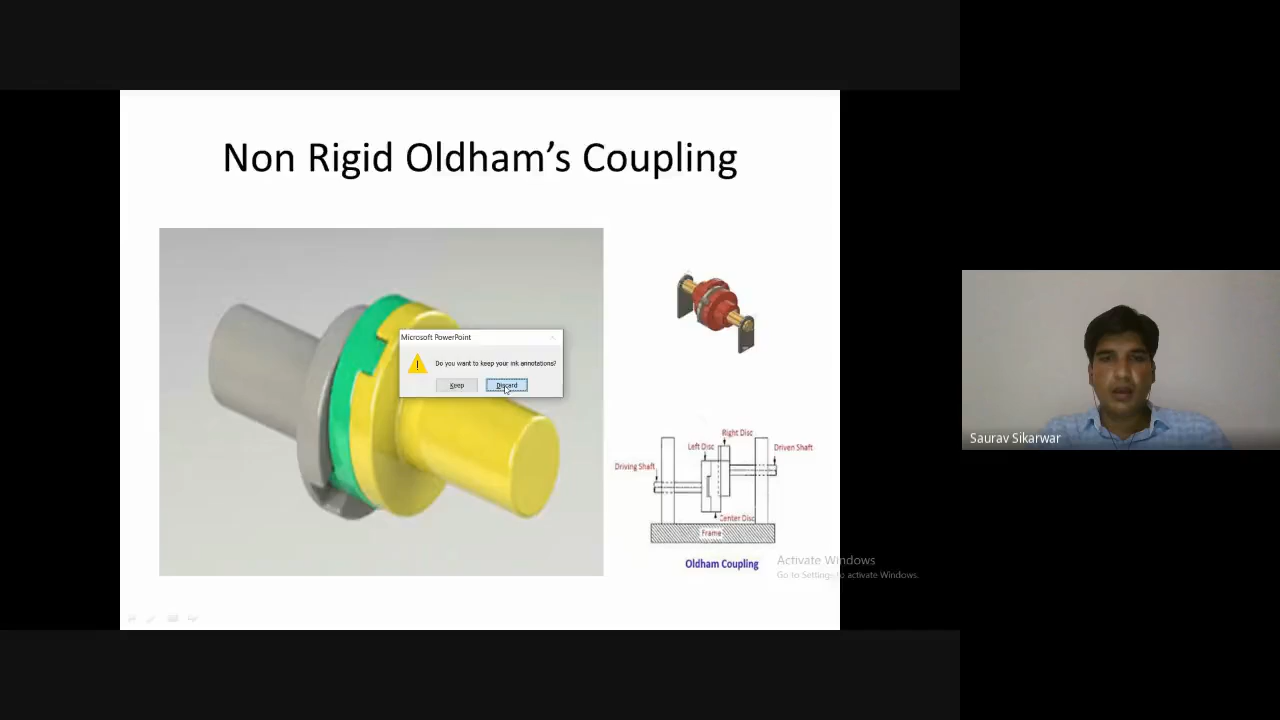 Non Rigid Oldham's Coupling
Microsoft PowerPoint
Do you want to keep your ink annotations?
Keep
Discard
Right Disc
Left Disc
Driven Shaft
Driving Shaft
Center Disc
Frame
Oldham Coupling
Activate Windows
Go to Settings to activate Windows.
Saurav Sikarwar